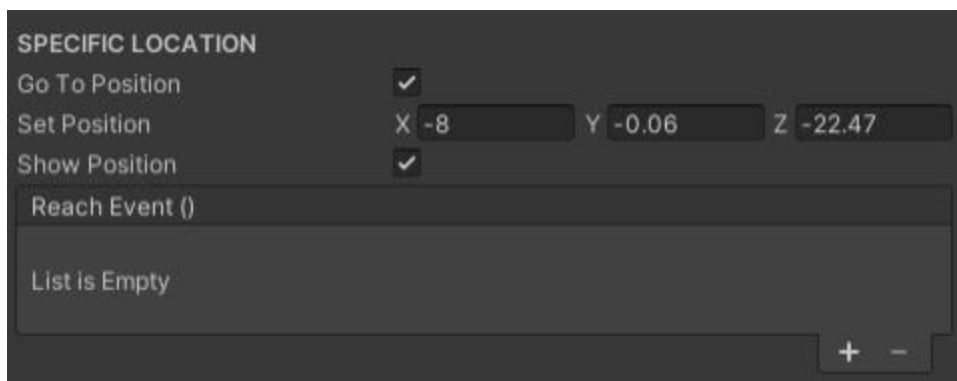 SPECIFIC LOCATION
Go To Position
Set Position X -8 Y -0.06 Z -22.47
Show Position
Reach Event ()
List is Empty
+ −